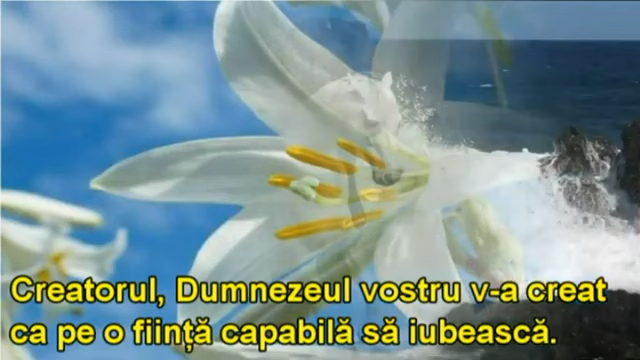 Creatorul, Dumnezeul vostru v-a creat
ca pe o ființă capabilă să iubească.